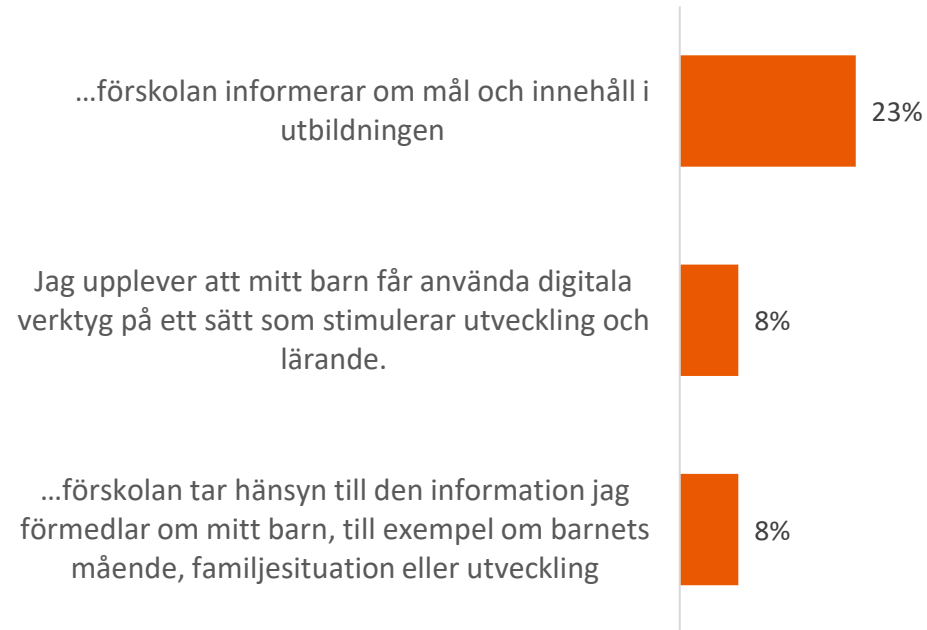 ...förskolan informerar om mål och innehåll i
utbildningen
23%
Jag upplever att mitt barn får använda digitala
verktyg på ett sätt som stimulerar utveckling och
lärande.
8%
...förskolan tar hänsyn till den information jag
förmedlar om mitt barn, till exempel om barnets
mående, familjesituation eller utveckling
8%